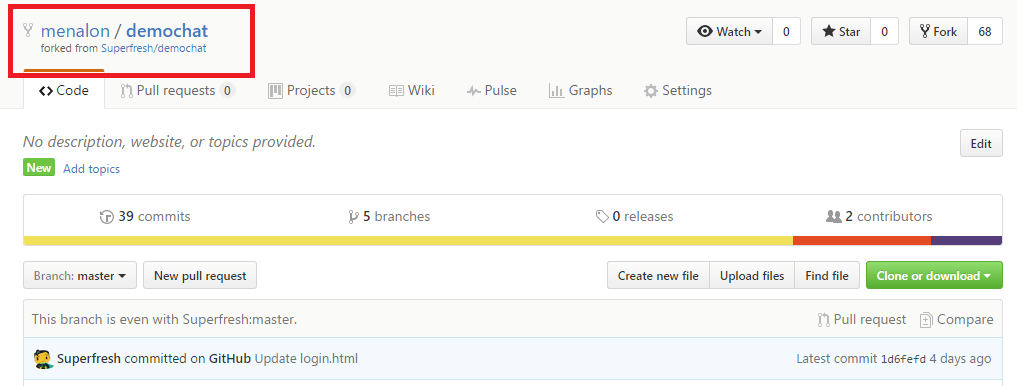 menalon / demochat
forked from Superfresh/demochat
Watch 0 Star 0 Fork 68
Code Pull requests 0 Projects 0 Wiki Pulse Graphs Settings
No description, website, or topics provided.
Edit
New Add topics
39 commits 5 branches 0 releases 2 contributors
Branch: master New pull request Create new file Upload files Find file Clone or download
This branch is even with Superfresh:master. Pull request Compare
Superfresh committed on GitHub Update login.html Latest commit 1d6fefd 4 days ago